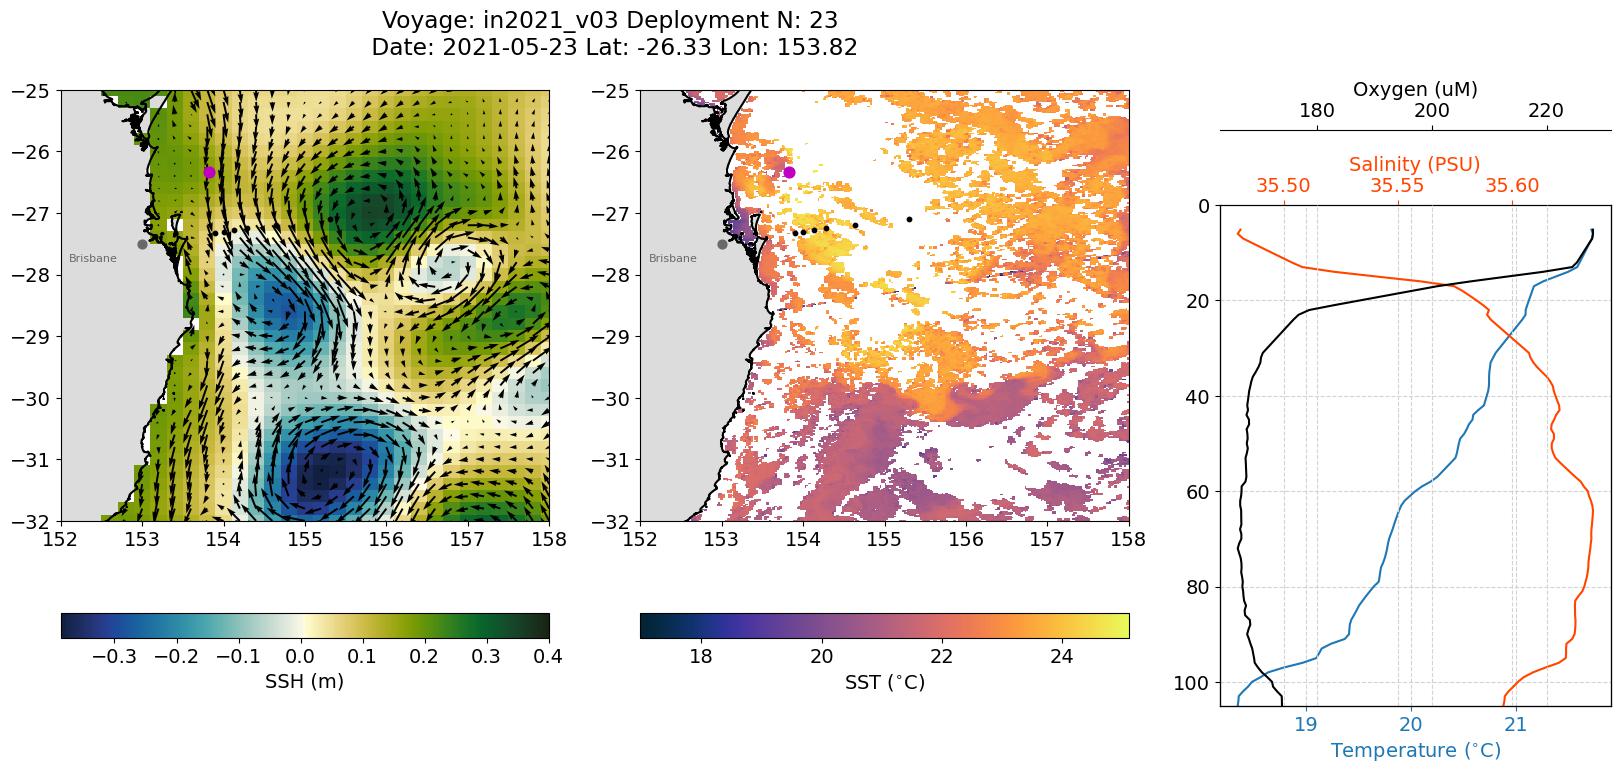 Voyage: in2021_v03 Deployment N: 23
Date: 2021-05-23 Lat: -26.33 Lon: 153.82
−25
−26
−27
−28
−29
−30
−31
−32
152 153 154 155 156 157 158
Brisbane
−0.3 −0.2 −0.1 0.0 0.1 0.2 0.3 0.4
SSH (m)
−25
−26
−27
−28
−29
−30
−31
−32
152 153 154 155 156 157 158
Brisbane
18 20 22 24
SST (°C)
Oxygen (uM)
180 200 220
Salinity (PSU)
35.50 35.55 35.60
0
20
40
60
80
100
19 20 21
Temperature (°C)